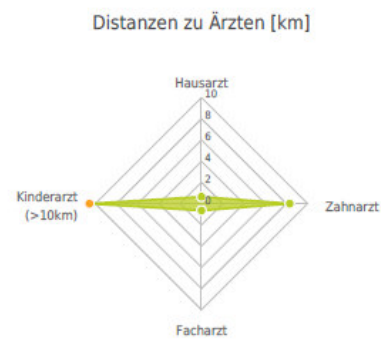 Distanzen zu Ärzten [km]
Hausarzt
10
8
6
4
2
0
Kinderarzt
(>10km)
Zahnarzt
Facharzt